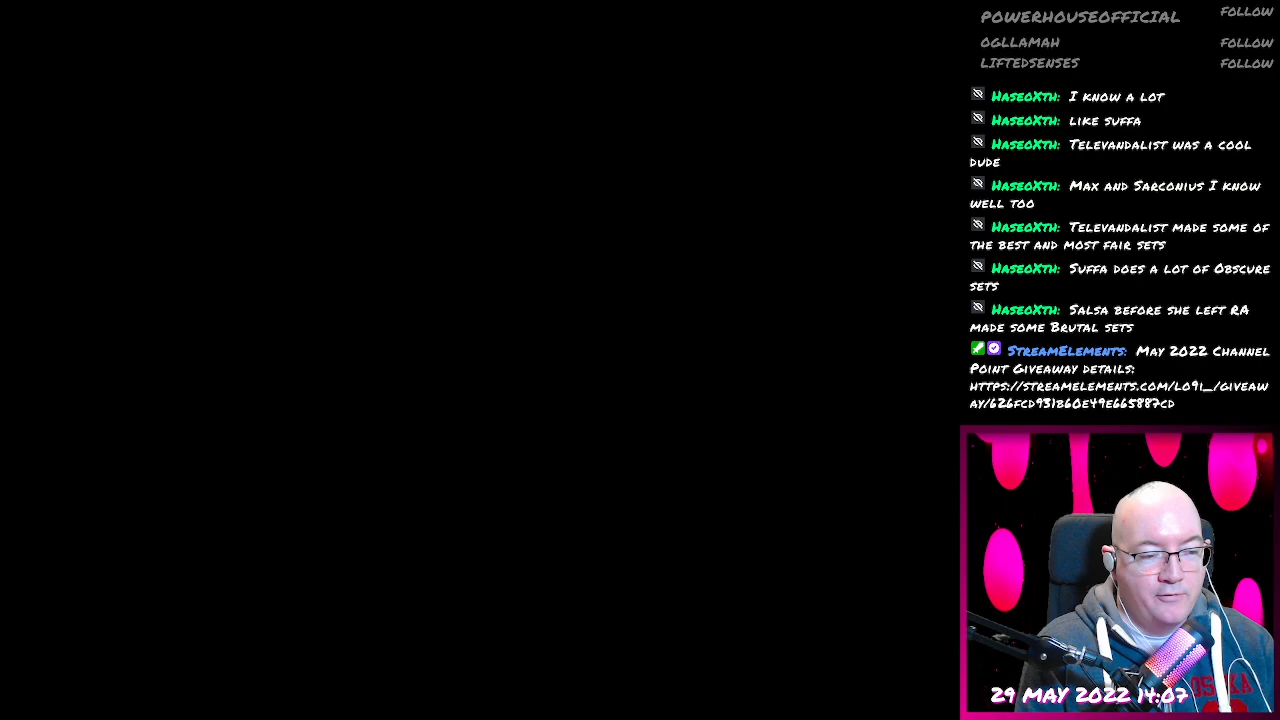 POWERHOUSEOFFICIAL FOLLOW
OGLLAMAH FOLLOW
LIFTEDSENSES FOLLOW
HaseoXth: I know a lot
HaseoXth: like suffa
HaseoXth: Televandalist was a cool
dude
HaseoXth: Max and Sarconius I know
well too
HaseoXth: Televandalist made some of
the best and most fair sets
HaseoXth: Suffa does a lot of Obscure
sets
HaseoXth: Salsa before she left RA
made some Brutal sets
StreamElements: May 2022 Channel
Point Giveaway details:
https://streamelements.com/lo9i_/giveaw
ay/626fcd931860e49e665887cd
29 MAY 2022 14:07